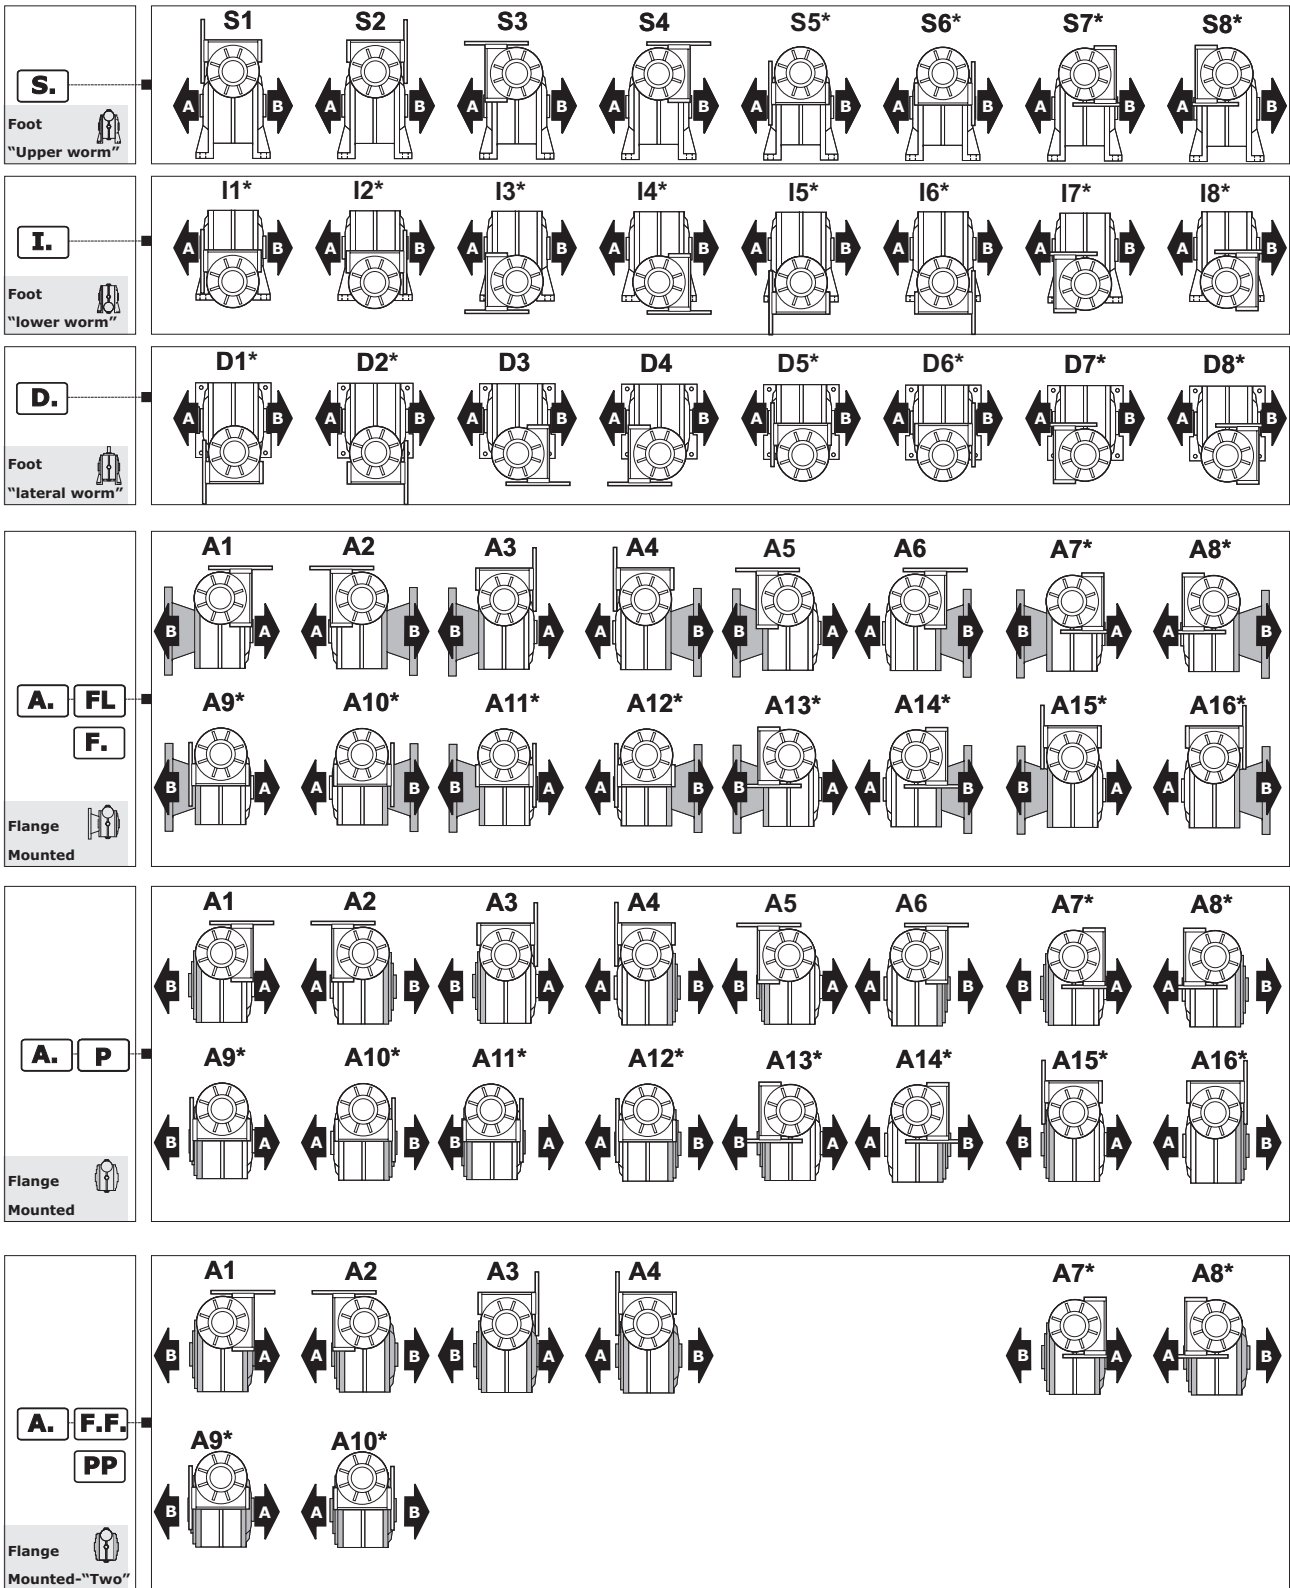 S1 S2 S3 S4 S5* S6* S7* S8*
S.
A B A B A B A B A B A B A B A B
Foot
“Upper worm”
I1* I2* I3* I4* I5* I6* I7* I8*
I.
A B A B A B A B A B A B A B A B
Foot
“lower worm”
D1* D2* D3 D4 D5* D6* D7* D8*
D.
A B A B A B A B A B A B A B A B
Foot
“lateral worm”
A1 A2 A3 A4 A5 A6 A7* A8*
B A A B B A A B B A A B B A A B
A. FL
F.
A9* A10* A11* A12* A13* A14* A15* A16*
B A A B B A A B B A A B B A A B
Flange
Mounted
A1 A2 A3 A4 A5 A6 A7* A8*
B A A B B A A B B A A B B A A B
A. P
A9* A10* A11* A12* A13* A14* A15* A16*
B A A B B A A B B A A B B A A B
Flange
Mounted
A1 A2 A3 A4 A7* A8*
B A A B B A A B B A A B
A. F.F.
PP
A9* A10*
B A A B
Flange
Mounted-“Two”